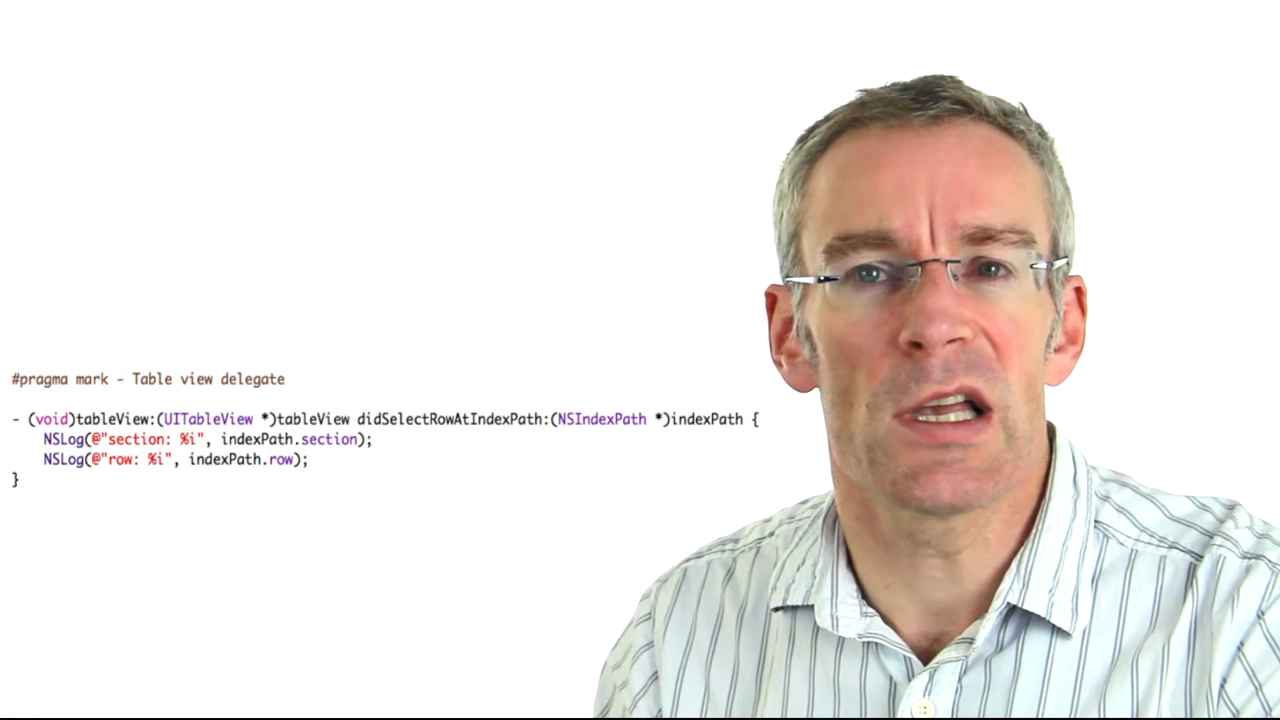 #pragma mark - Table view delegate
- (void)tableView:(UITableView *)tableView didSelectRowAtIndexPath:(NSIndexPath *)indexPath {
NSLog(@"section: %i", indexPath.section);
NSLog(@"row: %i", indexPath.row);
}